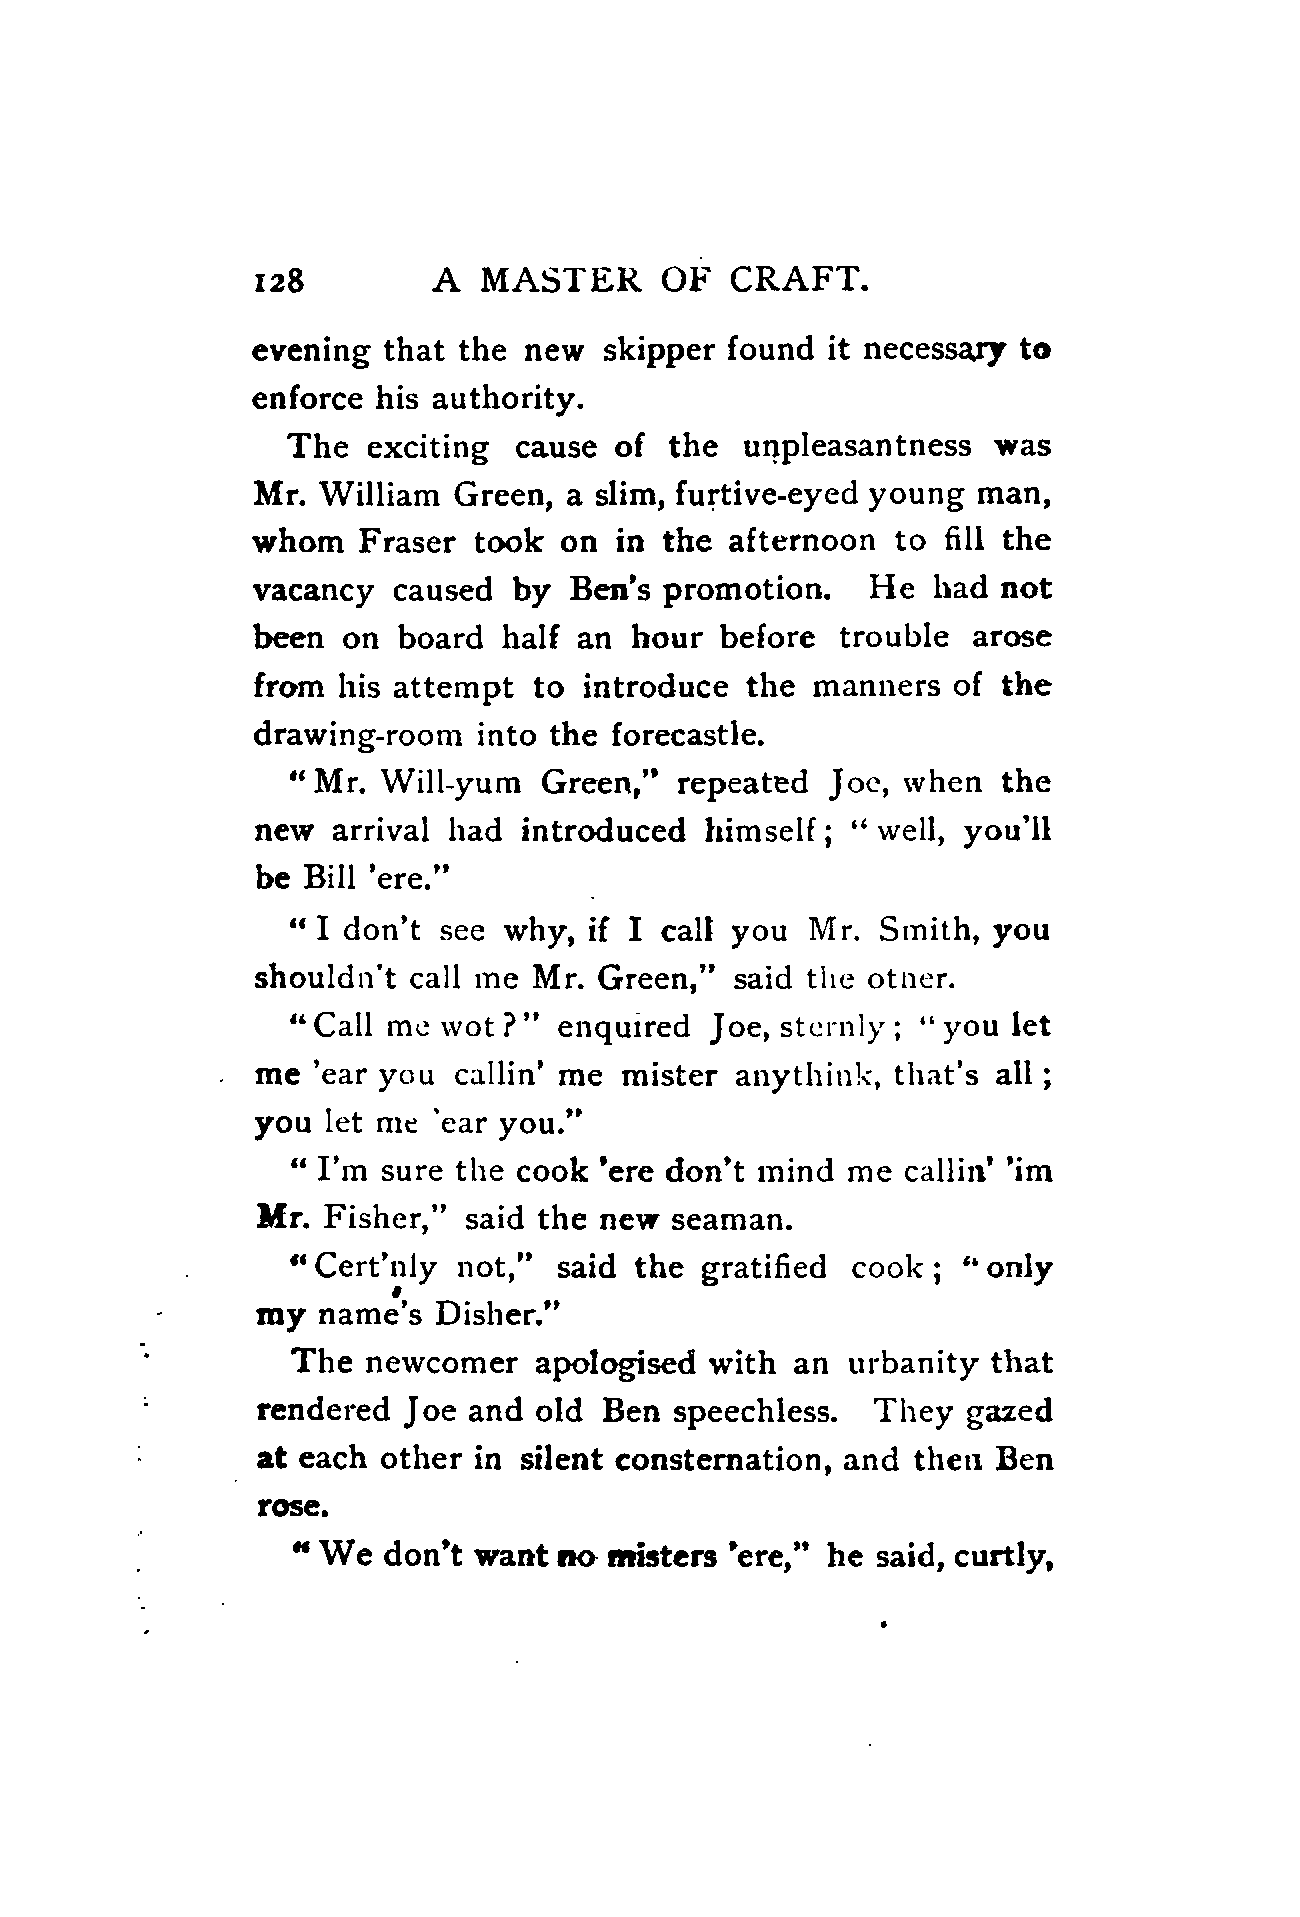 128 A MASTER OF CRAFT.
evening that the new skipper found it necessary to
enforce his authority.
The exciting cause of the unpleasantness was
Mr. William Green, a slim, furtive-eyed young man,
whom Fraser took on in the afternoon to fill the
vacancy caused by Ben's promotion. He had not
been on board half an hour before trouble arose
from his attempt to introduce the manners of the
drawing-room into the forecastle.
"Mr. Will-yum Green," repeated Joe, when the
new arrival had introduced himself; "well, you'll
be Bill 'ere."
"I don't see why, if I call you Mr. Smith, you
shouldn't call me Mr. Green," said the other.
"Call me wot?" enquired Joe, sternly; "you let
me 'ear you callin' me mister anythink, that's all;
you let me 'ear you."
"I'm sure the cook 'ere don't mind me callin' 'im
Mr. Fisher," said the new seaman.
"Cert'nly not," said the gratified cook; "only
my name's Disher."
The newcomer apologised with an urbanity that
rendered Joe and old Ben speechless. They gazed
at each other in silent consternation, and then Ben
rose.
"We don't want no misters 'ere," he said, curtly,